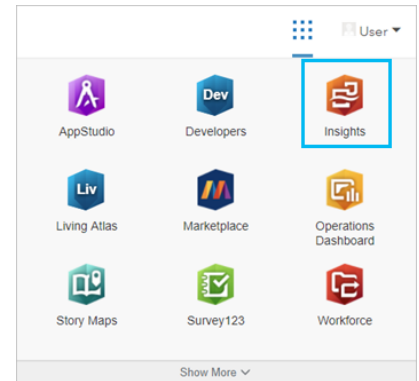 User
Dev
AppStudio
Developers
Insights
Liv
Living Atlas
Marketplace
Operations
Dashboard
Story Maps
Survey123
Workforce
Show More